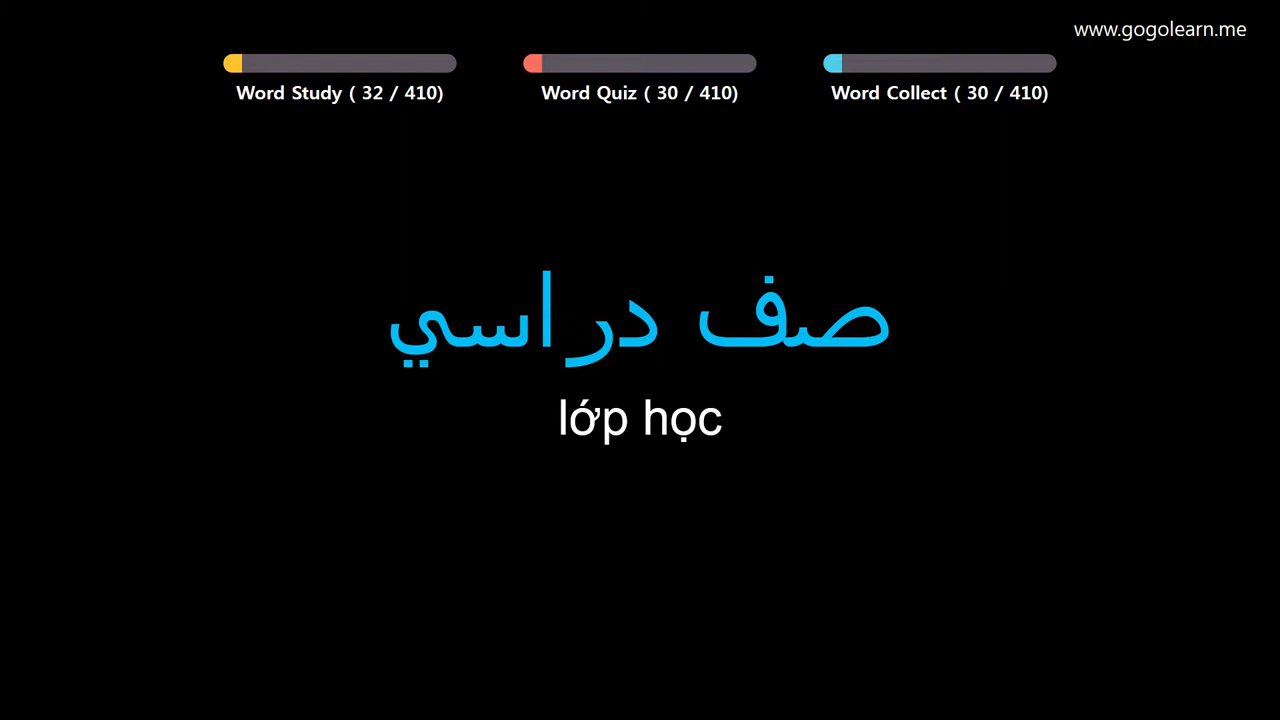 www.gogolearn.me
Word Study ( 32 / 410)
Word Quiz ( 30 / 410)
Word Collect ( 30 / 410)
صف دراسي
lớp học